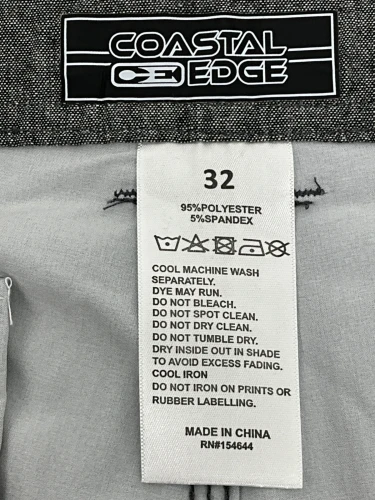 COASTAL
EDGE
32
95%POLYESTER
5%SPANDEX
COOL MACHINE WASH
SEPARATELY.
DYE MAY RUN.
DO NOT BLEACH.
DO NOT SPOT CLEAN.
DO NOT DRY CLEAN.
DO NOT TUMBLE DRY.
DRY INSIDE OUT IN SHADE
TO AVOID EXCESS FADING.
COOL IRON
DO NOT IRON ON PRINTS OR
RUBBER LABELLING.
MADE IN CHINA
RN#154644